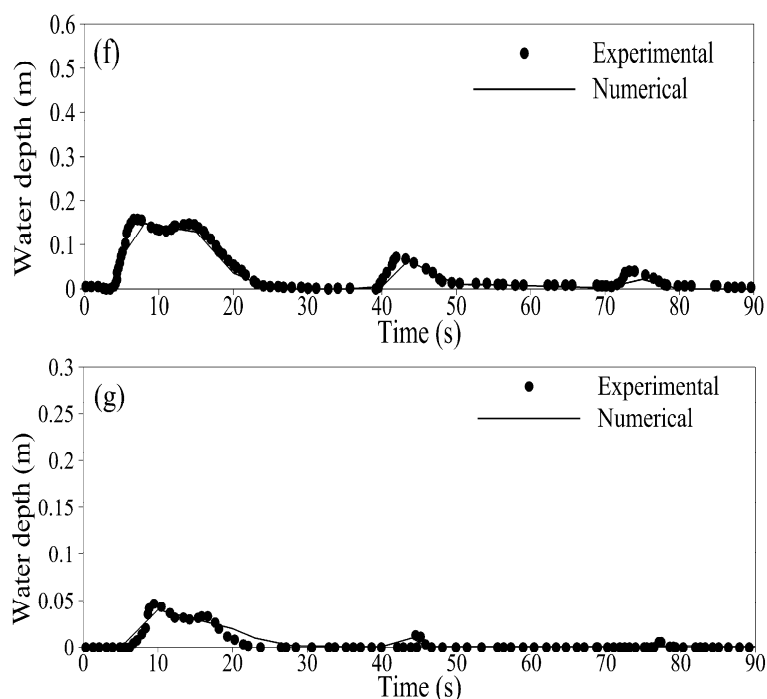 (f)
Experimental
Numerical
Water depth (m)
0.6
0.5
0.4
0.3
0.2
0.1
0
0 10 20 30 40 50 60 70 80 90
Time (s)
(g)
Experimental
Numerical
Water depth (m)
0.3
0.25
0.2
0.15
0.1
0.05
0
0 10 20 30 40 50 60 70 80 90
Time (s)